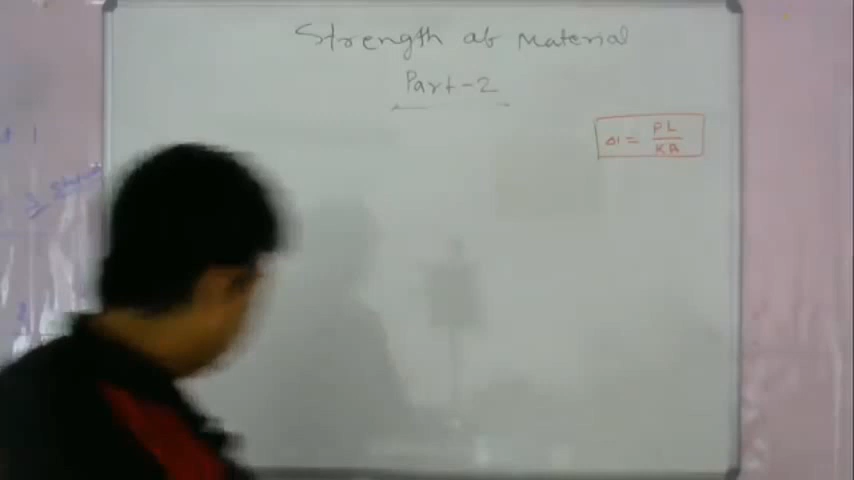 Strength of Material
Part-2
Δl = PL
KA